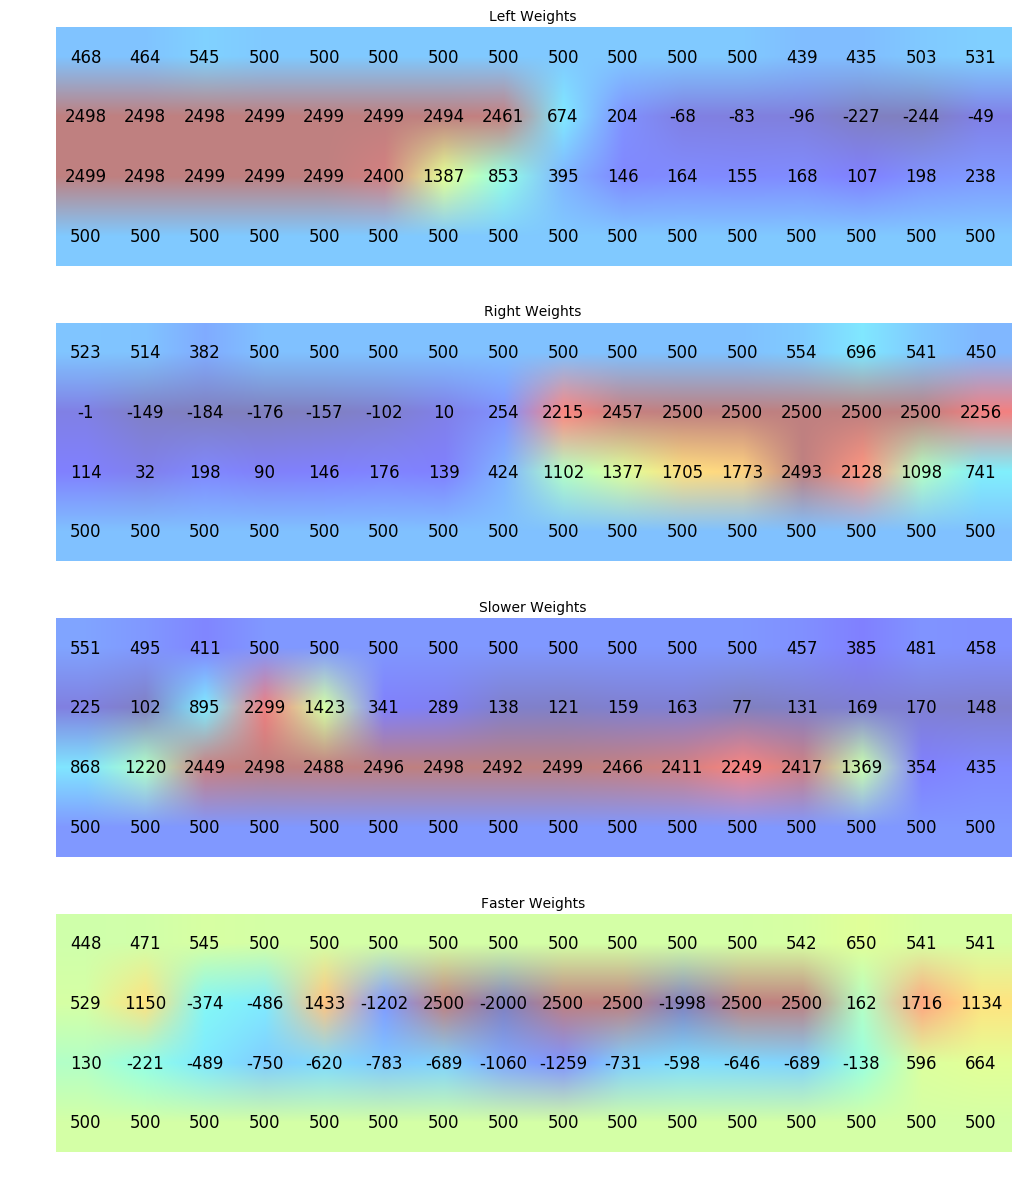 Left Weights
468 464 545 500 500 500 500 500 500 500 500 500 439 435 503 531
2498 2498 2498 2499 2499 2499 2494 2461 674 204 -68 -83 -96 -227 -244 -49
2499 2498 2499 2499 2499 2400 1387 853 395 146 164 155 168 107 198 238
500 500 500 500 500 500 500 500 500 500 500 500 500 500 500 500
Right Weights
523 514 382 500 500 500 500 500 500 500 500 500 554 696 541 450
-1 -149 -184 -176 -157 -102 10 254 2215 2457 2500 2500 2500 2500 2500 2256
114 32 198 90 146 176 139 424 1102 1377 1705 1773 2493 2128 1098 741
500 500 500 500 500 500 500 500 500 500 500 500 500 500 500 500
Slower Weights
551 495 411 500 500 500 500 500 500 500 500 500 457 385 481 458
225 102 895 2299 1423 341 289 138 121 159 163 77 131 169 170 148
868 1220 2449 2498 2488 2496 2498 2492 2499 2466 2411 2249 2417 1369 354 435
500 500 500 500 500 500 500 500 500 500 500 500 500 500 500 500
Faster Weights
448 471 545 500 500 500 500 500 500 500 500 500 542 650 541 541
529 1150 -374 -486 1433 -1202 2500 -2000 2500 2500 -1998 2500 2500 162 1716 1134
130 -221 -489 -750 -620 -783 -689 -1060 -1259 -731 -598 -646 -689 -138 596 664
500 500 500 500 500 500 500 500 500 500 500 500 500 500 500 500